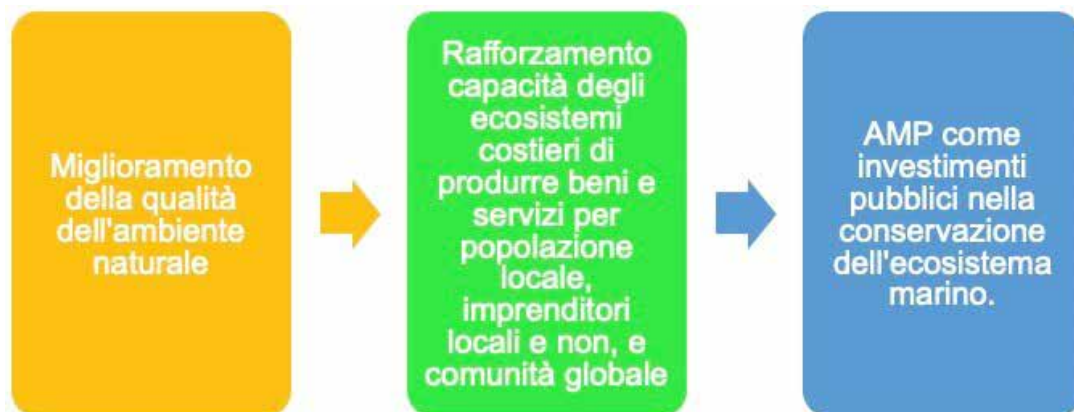 Miglioramento
della qualità
dell'ambiente
naturale
Rafforzamento
capacità degli
ecosistemi
costieri di
produrre beni e
servizi per
popolazione
locale,
imprenditori
locali e non, e
comunità globale
AMP come
investimenti
pubblici nella
conservazione
dell'ecosistema
marino.